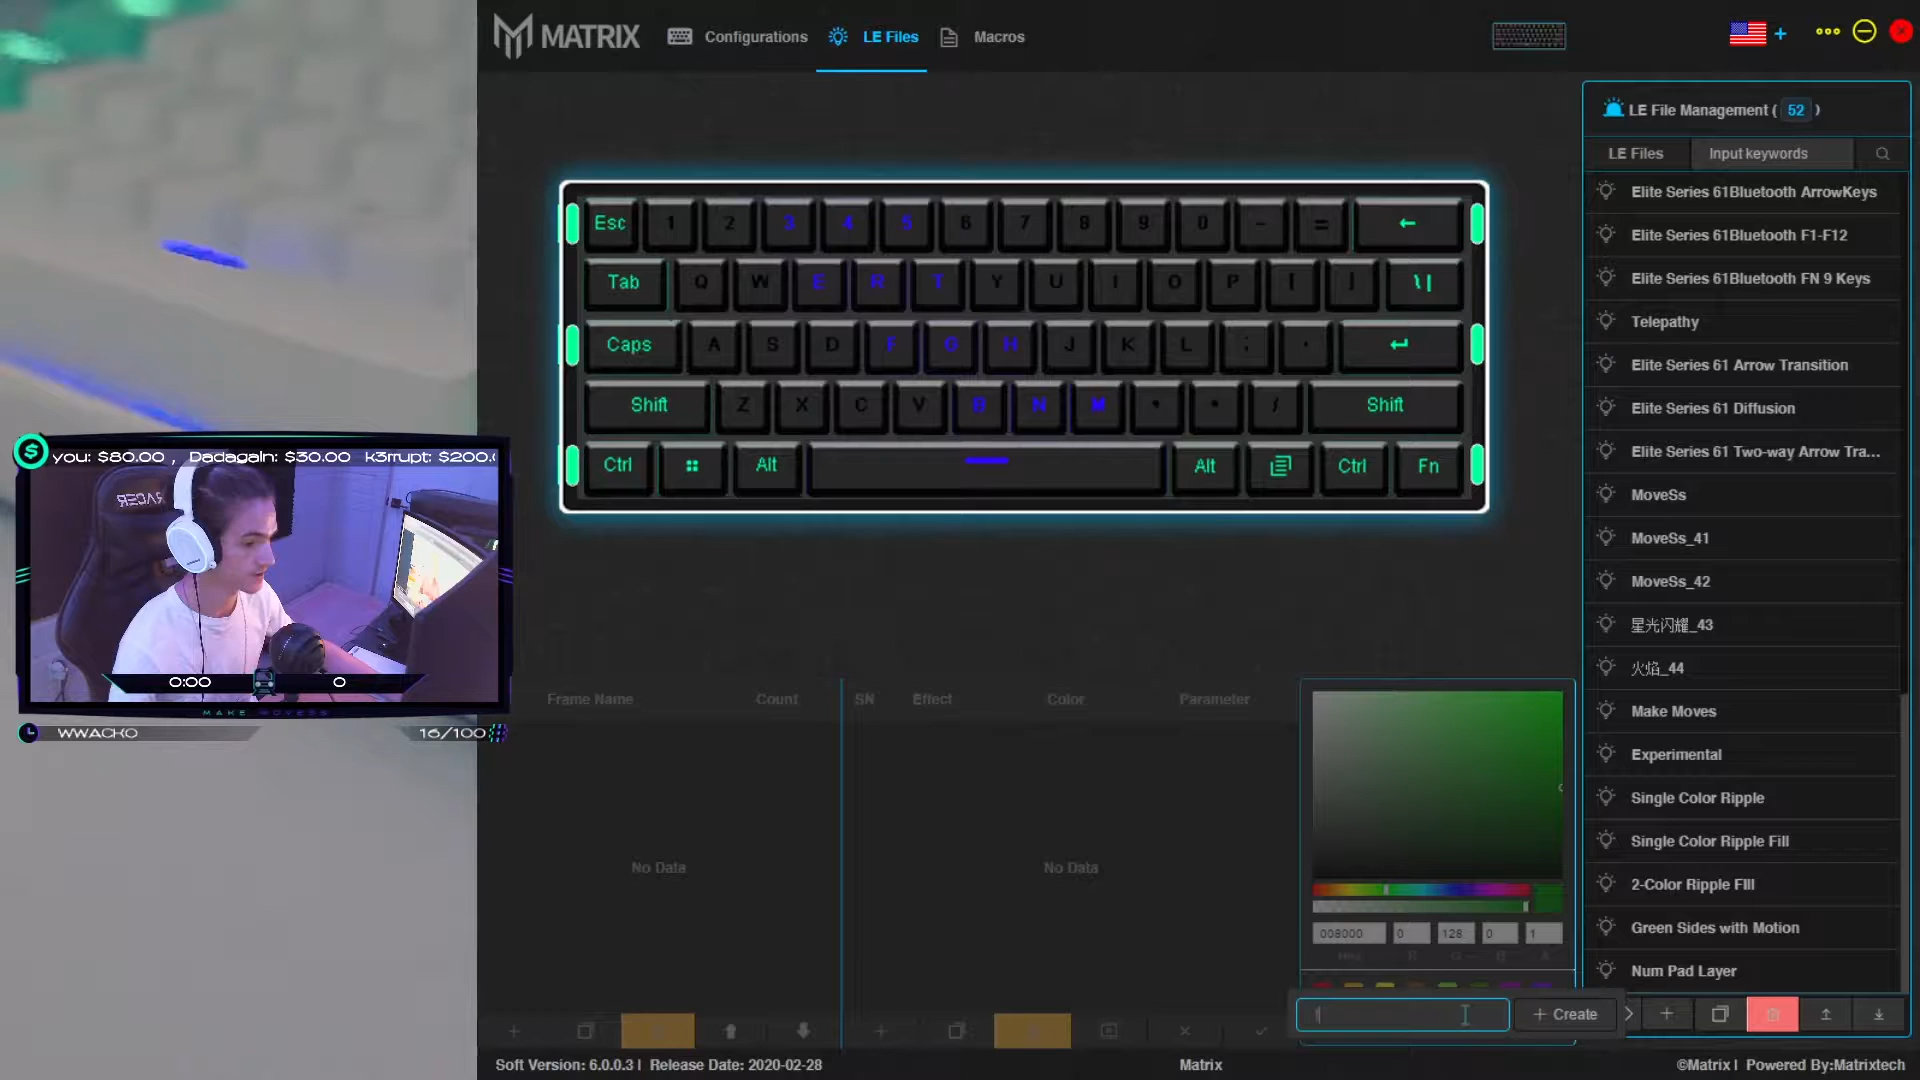 MATRIX Configurations LE Files Macros
LE File Management ( 52 )
LE Files Input keywords
Elite Series 61Bluetooth ArrowKeys
Elite Series 61Bluetooth F1-F12
Elite Series 61Bluetooth FN 9 Keys
Telepathy
Elite Series 61 Arrow Transition
Elite Series 61 Diffusion
Elite Series 61 Two-way Arrow Tra...
MoveSs
MoveSs_41
MoveSs_42
星光闪耀_43
火焰_44
Make Moves
Experimental
Single Color Ripple
Single Color Ripple Fill
2-Color Ripple FIll
Green Sides with Motion
Num Pad Layer
Esc 1 2 3 4 5 6 7 8 9 0 - = ←
Tab Q W E R T Y U I O P [ ] \ |
Caps A S D F G H J K L ;
Shift Z X C V B N M / Shift
Ctrl Alt Alt Ctrl Fn
you: $80.00 , Dadagain: $30.00 k3rrupt: $200.
RACER
0:00 0
MAKE MOVESS
WWACKO 16/100
Frame Name Count SN Effect Color Parameter
No Data No Data
008000 0 128 0 1
+ Create
Soft Version: 6.0.0.3 | Release Date: 2020-02-28 Matrix ©Matrix | Powered By:Matrixtech